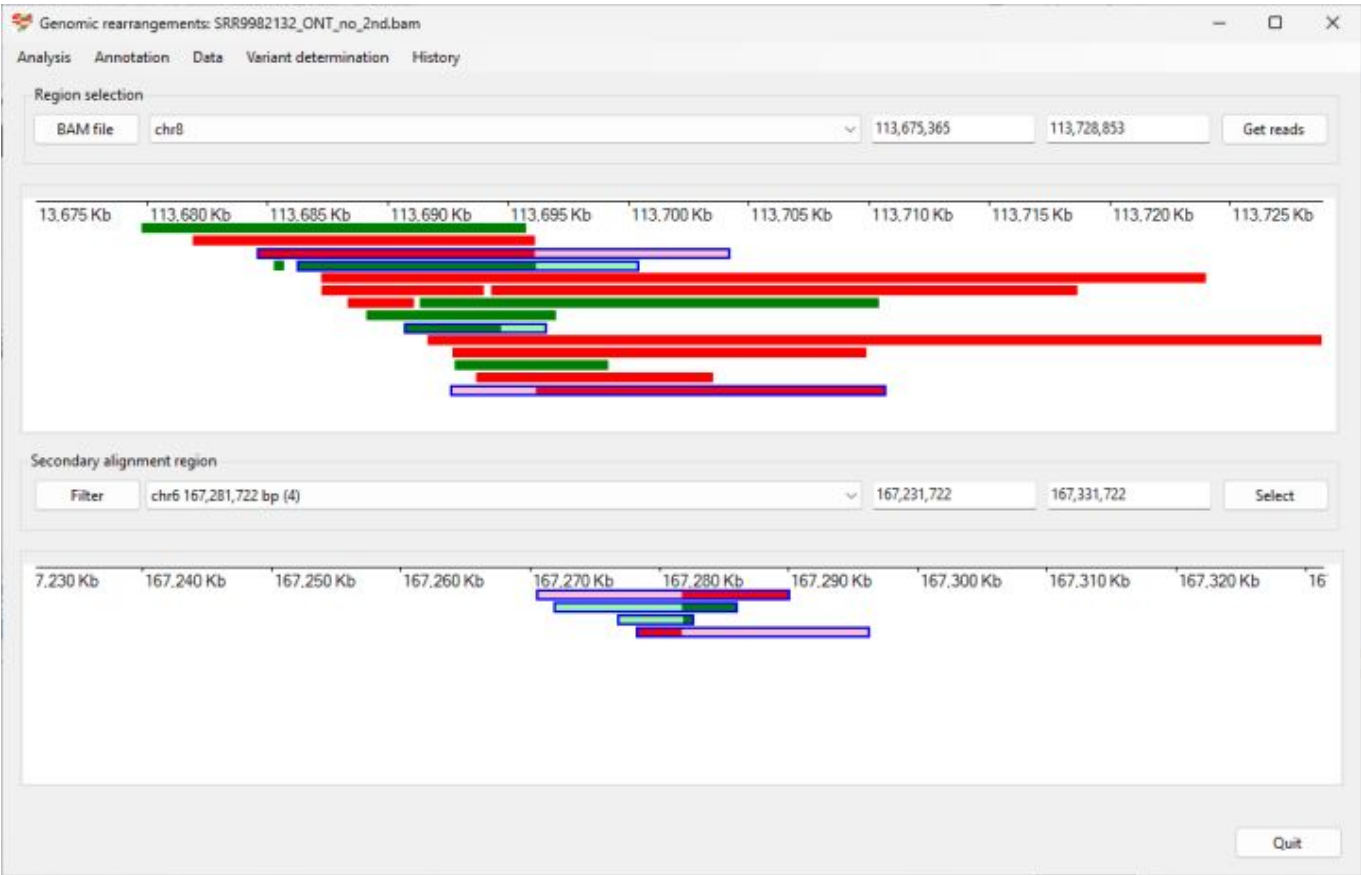 Genomic rearrangements: SRR9982132_ONT_no_2nd.bam
Analysis Annotation Data Variant determination History
Region selection
BAM file chr8 113,675,365 113,728,853 Get reads
13,675 Kb 113,680 Kb 113,685 Kb 113,690 Kb 113,695 Kb 113,700 Kb 113,705 Kb 113,710 Kb 113,715 Kb 113,720 Kb 113,725 Kb
Secondary alignment region
Filter chr6 167,281,722 bp (4) 167,231,722 167,331,722 Select
7,230 Kb 167,240 Kb 167,250 Kb 167,260 Kb 167,270 Kb 167,280 Kb 167,290 Kb 167,300 Kb 167,310 Kb 167,320 Kb 16
Quit